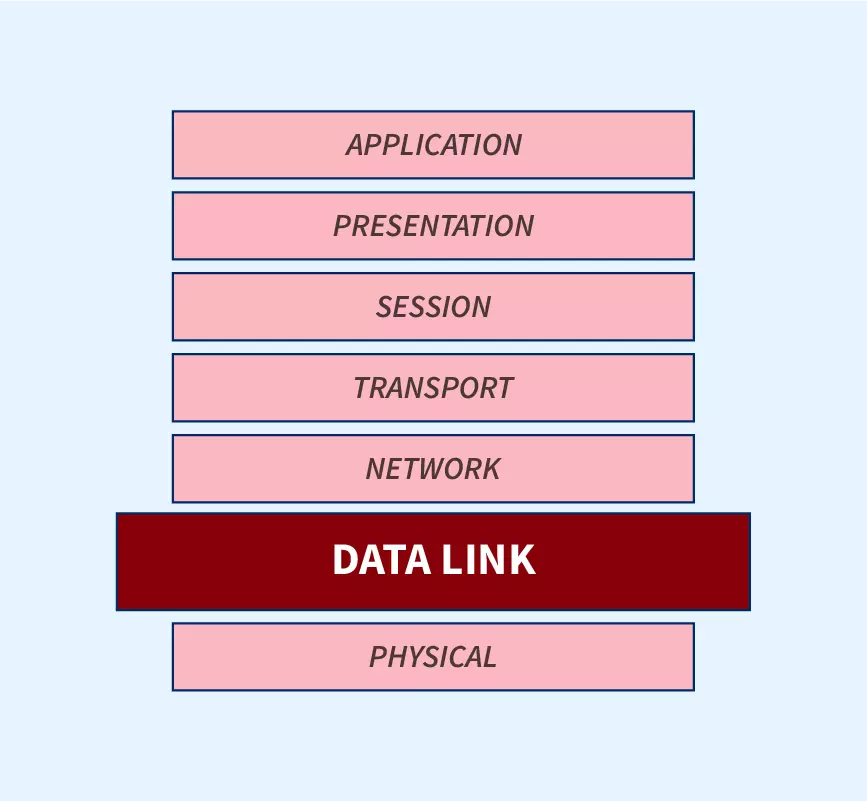 APPLICATION
PRESENTATION
SESSION
TRANSPORT
NETWORK
DATA LINK
PHYSICAL